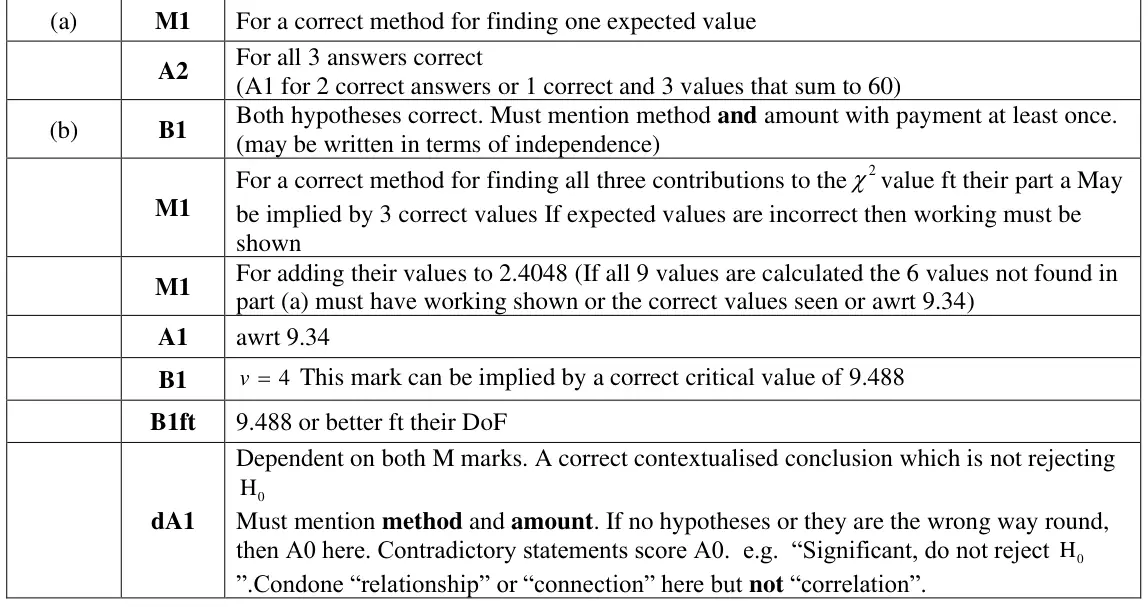 (a) M1 For a correct method for finding one expected value
A2 For all 3 answers correct
(A1 for 2 correct answers or 1 correct and 3 values that sum to 60)
(b) B1 Both hypotheses correct. Must mention method and amount with payment at least once.
(may be written in terms of independence)
M1 For a correct method for finding all three contributions to the χ² value ft their part a May
be implied by 3 correct values If expected values are incorrect then working must be
shown
M1 For adding their values to 2.4048 (If all 9 values are calculated the 6 values not found in
part (a) must have working shown or the correct values seen or awrt 9.34)
A1 awrt 9.34
B1 ν = 4 This mark can be implied by a correct critical value of 9.488
B1ft 9.488 or better ft their DoF
dA1 Dependent on both M marks. A correct contextualised conclusion which is not rejecting
H₀
Must mention method and amount. If no hypotheses or they are the wrong way round,
then A0 here. Contradictory statements score A0. e.g. “Significant, do not reject H₀
”.Condone “relationship” or “connection” here but not “correlation”.